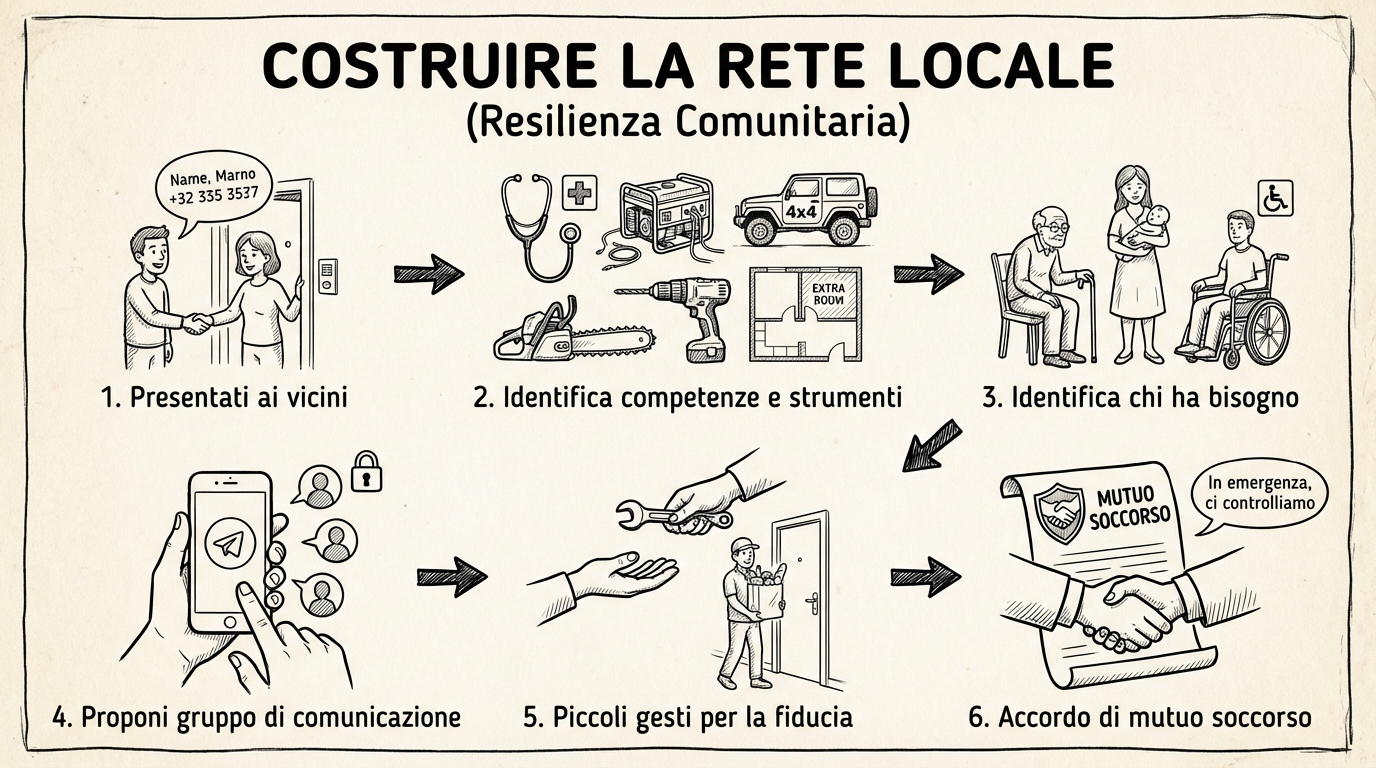 COSTRUIRE LA RETE LOCALE
(Resilienza Comunitaria)
Name, Marno
+32 335 3537
4x4
EXTRA
ROOM
1. Presentati ai vicini
2. Identifica competenze e strumenti
3. Identifica chi ha bisogno
MUTUO
SOCCORSO
In emergenza,
ci controlliamo
4. Proponi gruppo di comunicazione
5. Piccoli gesti per la fiducia
6. Accordo di mutuo soccorso